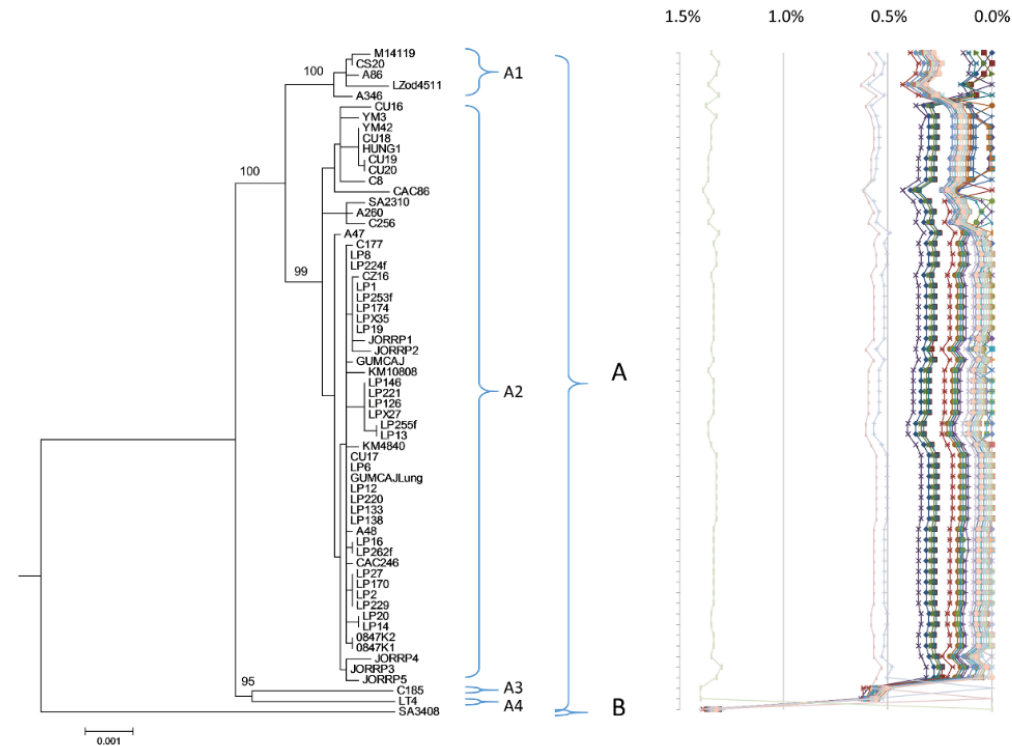 1.5% 1.0% 0.5% 0.0%
M14119
CS20
100
A86
A1
LZod4511
A346
CU16
YM3
YM42
CU18
HUNG1
CU19
100
CU20
C8
CAC86
SA2310
A260
C256
A47
C177
LP8
LP224f
99
CZ16
LP1
LP253f
LP174
LPX35
LP19
JORRP1
JORRP2
GUMCAJ
KM10808
A
LP146
LP221
A2
LP126
LPX27
LP255f
LP13
KM4840
CU17
LP6
GUMCAJLung
LP12
LP220
LP133
LP138
A48
LP16
LP262f
CAC246
LP27
LP170
LP2
LP229
LP20
LP14
0847K2
0847K1
JORRP4
JORRP3
95
JORRP5
C185
A3
LT4
A4
SA3408
B
0.001